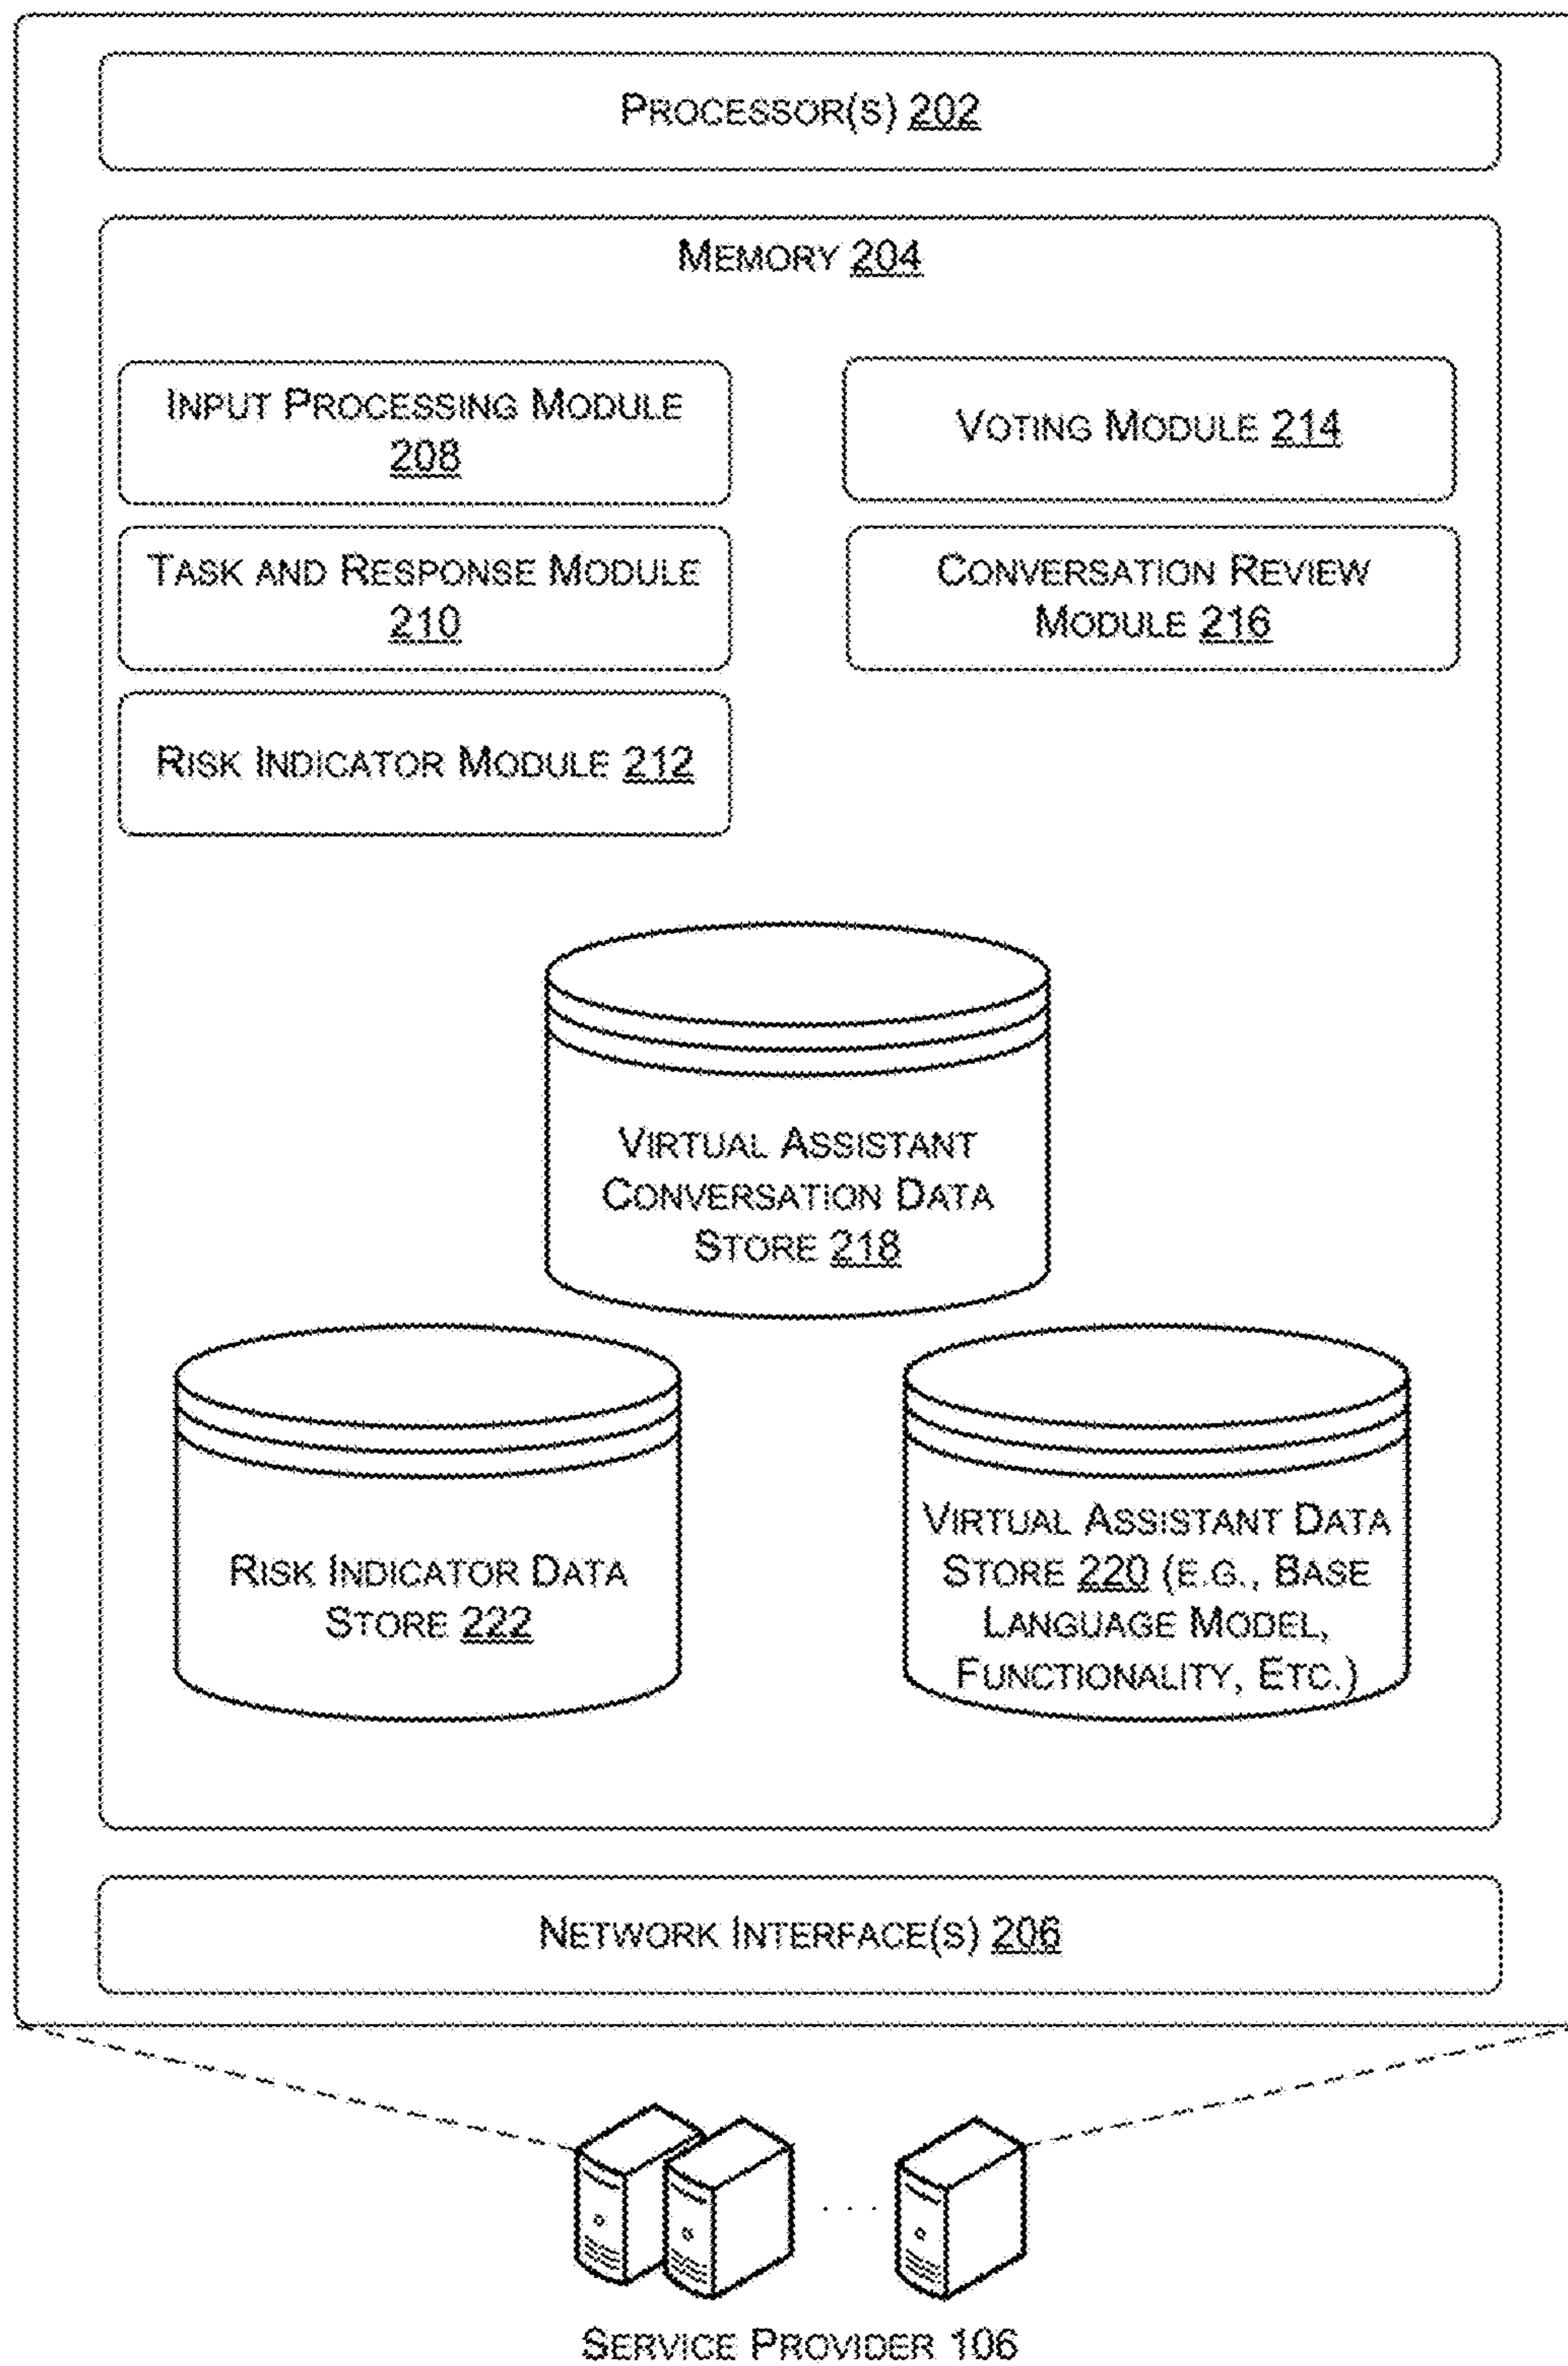 PROCESSOR(S) 202
MEMORY 204
INPUT PROCESSING MODULE
208
VOTING MODULE 214
TASK AND RESPONSE MODULE
210
CONVERSATION REVIEW
MODULE 216
RISK INDICATOR MODULE 212
VIRTUAL ASSISTANT
CONVERSATION DATA
STORE 218
RISK INDICATOR DATA
STORE 222
VIRTUAL ASSISTANT DATA
STORE 220 (E.G., BASE
LANGUAGE MODEL,
FUNCTIONALITY, ETC.)
NETWORK INTERFACE(S) 206
. . .
SERVICE PROVIDER 106